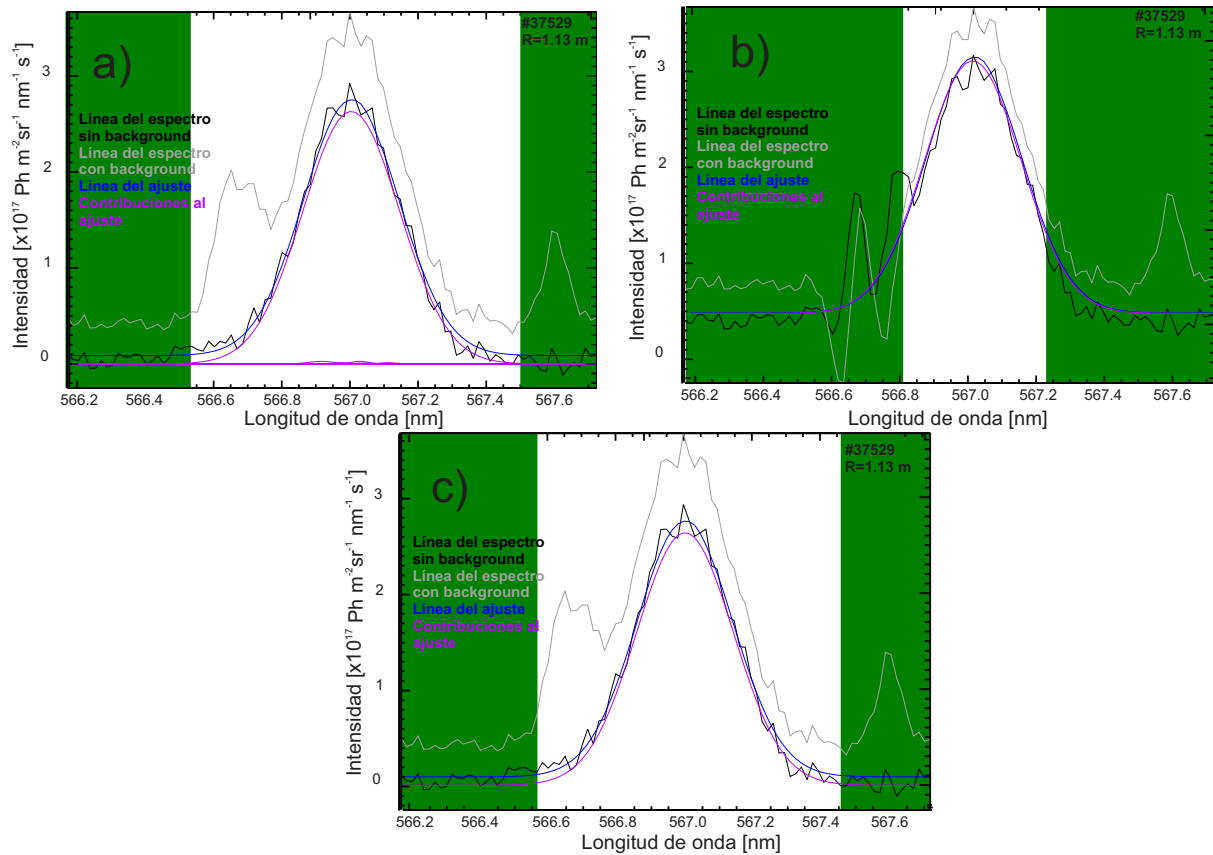 a)
#37529
R=1.13 m
Línea del espectro
sin background
Línea del espectro
con background
Linea del ajuste
Contribuciones al
ajuste
Intensidad [x10¹⁷ Ph m⁻²sr⁻¹ nm⁻¹ s⁻¹]
3
2
1
0
566.2 566.4 566.6 566.8 567.0 567.2 567.4 567.6
Longitud de onda [nm]
b)
#37529
R=1.13 m
Línea del espectro
sin background
Línea del espectro
con background
Linea del ajuste
Contribuciones al
ajuste
Intensidad [x10¹⁷ Ph m⁻²sr⁻¹ nm⁻¹ s⁻¹]
3
2
1
0
566.2 566.4 566.6 566.8 567.0 567.2 567.4 567.6
Longitud de onda [nm]
c)
#37529
R=1.13 m
Línea del espectro
sin background
Línea del espectro
con background
Linea del ajuste
Contribuciones al
ajuste
Intensidad [x10¹⁷ Ph m⁻²sr⁻¹ nm⁻¹ s⁻¹]
3
2
1
0
566.2 566.4 566.6 566.8 567.0 567.2 567.4 567.6
Longitud de onda [nm]